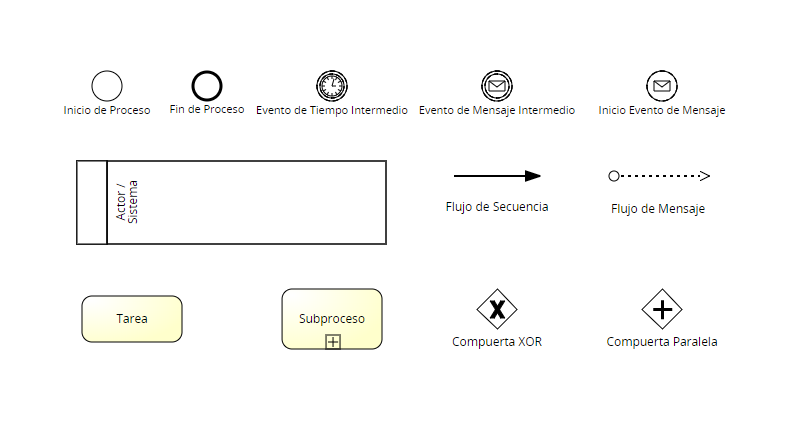 Inicio de Proceso
Fin de Proceso
Evento de Tiempo Intermedio
Evento de Mensaje Intermedio
Inicio Evento de Mensaje
Actor /
Sistema
Flujo de Secuencia
Flujo de Mensaje
Tarea
Subproceso
Compuerta XOR
Compuerta Paralela